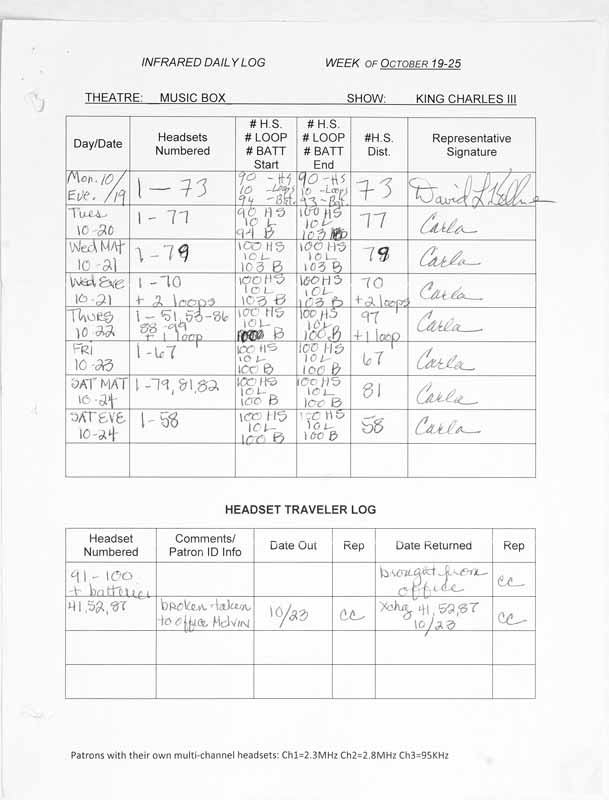 INFRARED DAILY LOG WEEK OF OCTOBER 19-25
THEATRE: MUSIC BOX SHOW: KING CHARLES III
Day/Date Headsets Numbered # H.S. # LOOP # BATT Start # H.S. # LOOP # BATT End #H.S. Dist. Representative Signature
Mon. 10/ 90 - HS 90 - HS
Eve. /19 1 - 73 10 - Loops 10 - Loops 73
94 - Bat. 93 - Bat.
Tues 90 HS 100 HS
10-20 1 - 77 10 L 10 L 77 Carla
94 B 103 B
Wed MAT 100 HS 100 HS
10-21 1 - 79 10 L 10 L 79 Carla
103 B 103 B
Wed Eve 1 - 70 100 HS 100 HS 70
10-21 + 2 loops 10 L 10 L + 2 loops Carla
103 B 103 B
Thurs 1 - 51, 53-86 100 HS 100 HS 97
10-22 88-99 10 L 10 L + 1 loop Carla
+ 1 loop B 100 B
FRI 100 HS 100 HS
10-23 1-67 10 L 10 L 67 Carla
100 B 100 B
SAT MAT 100 HS 100 HS
10-24 1-79, 81, 82 10 L 10 L 81 Carla
100 B 100 B
SAT EVE 100 HS 100 HS
10-24 1-58 10 L 10 L 58 Carla
100 B 100 B
HEADSET TRAVELER LOG
Headset Numbered Comments/ Patron ID Info Date Out Rep Date Returned Rep
91-100 brought from
+ batteries office cc
41, 52, 87 broken-taken 10/23 cc Xchg 41, 52, 87 cc
to office Melvin 10/23
Patrons with their own multi-channel headsets: Ch1=2.3MHz Ch2=2.8MHz Ch3=95KHz